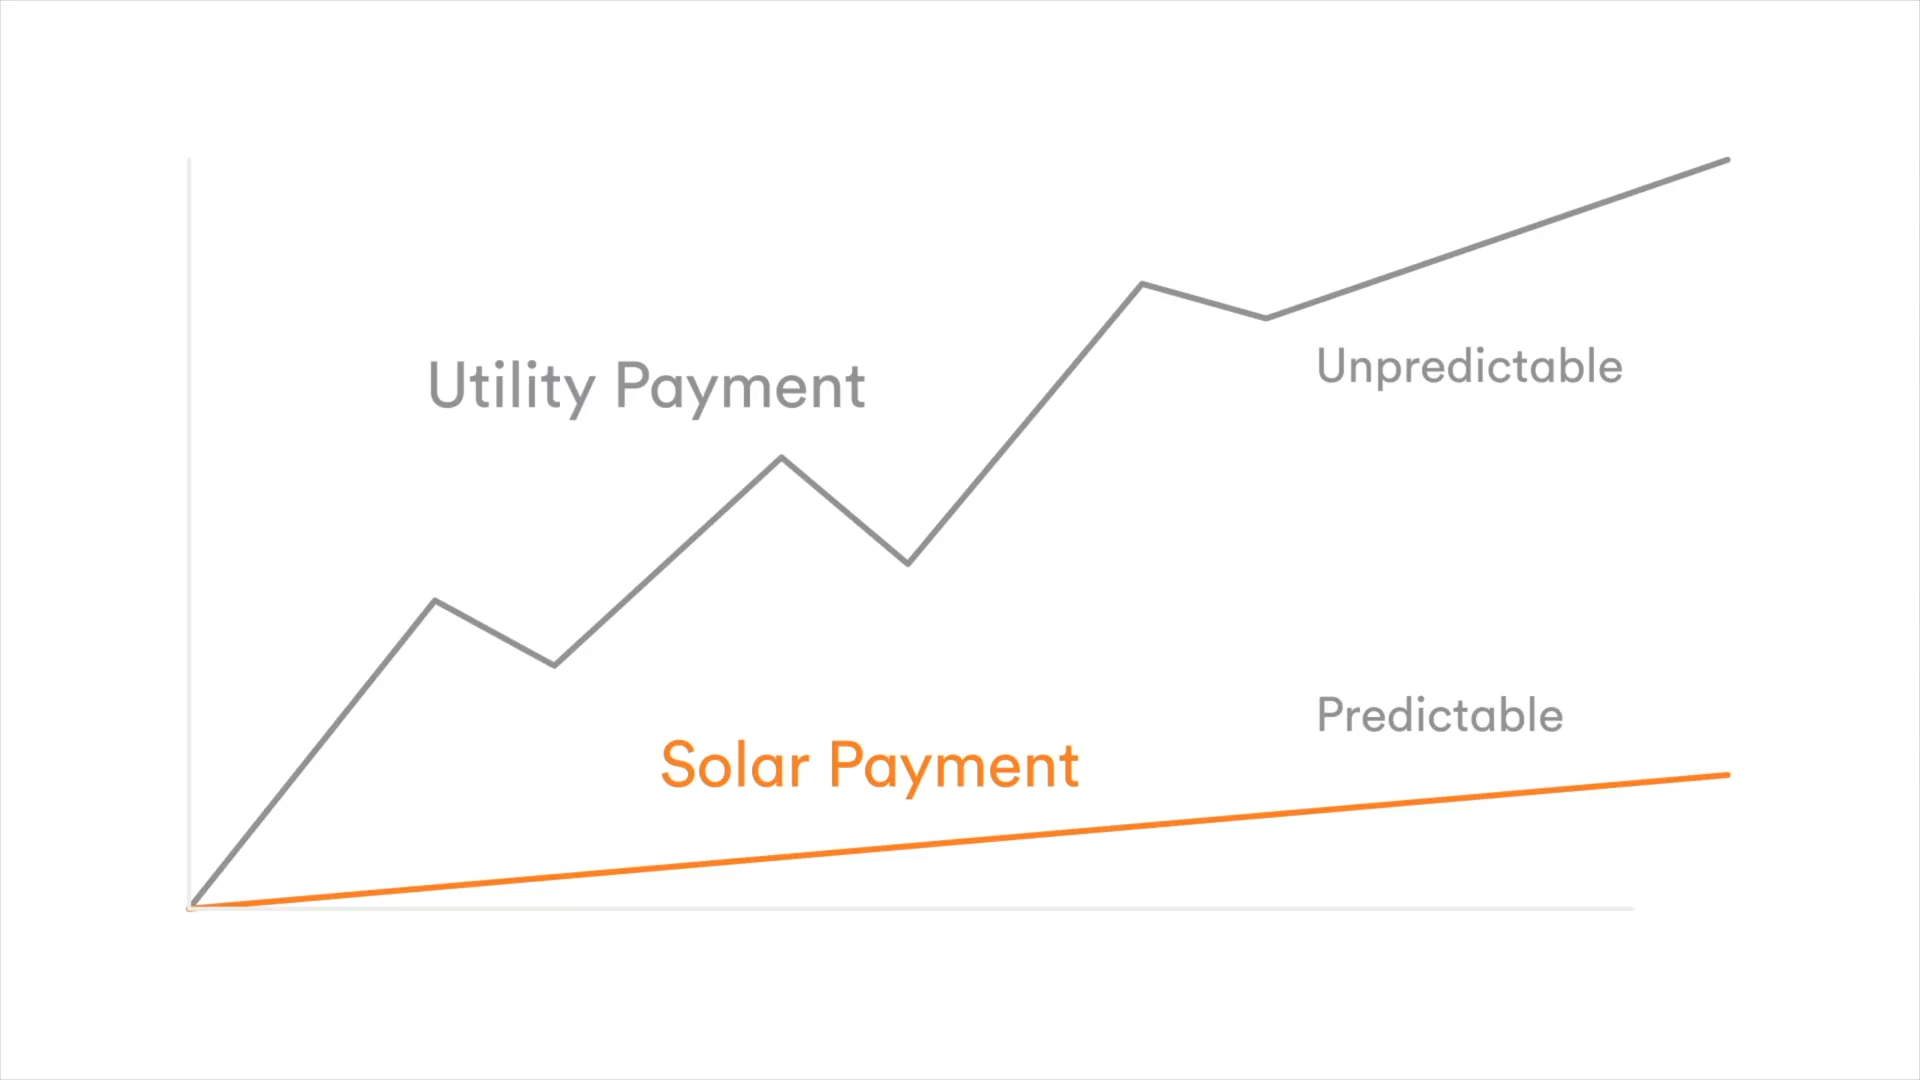 Utility Payment
Unpredictable
Predictable
Solar Payment